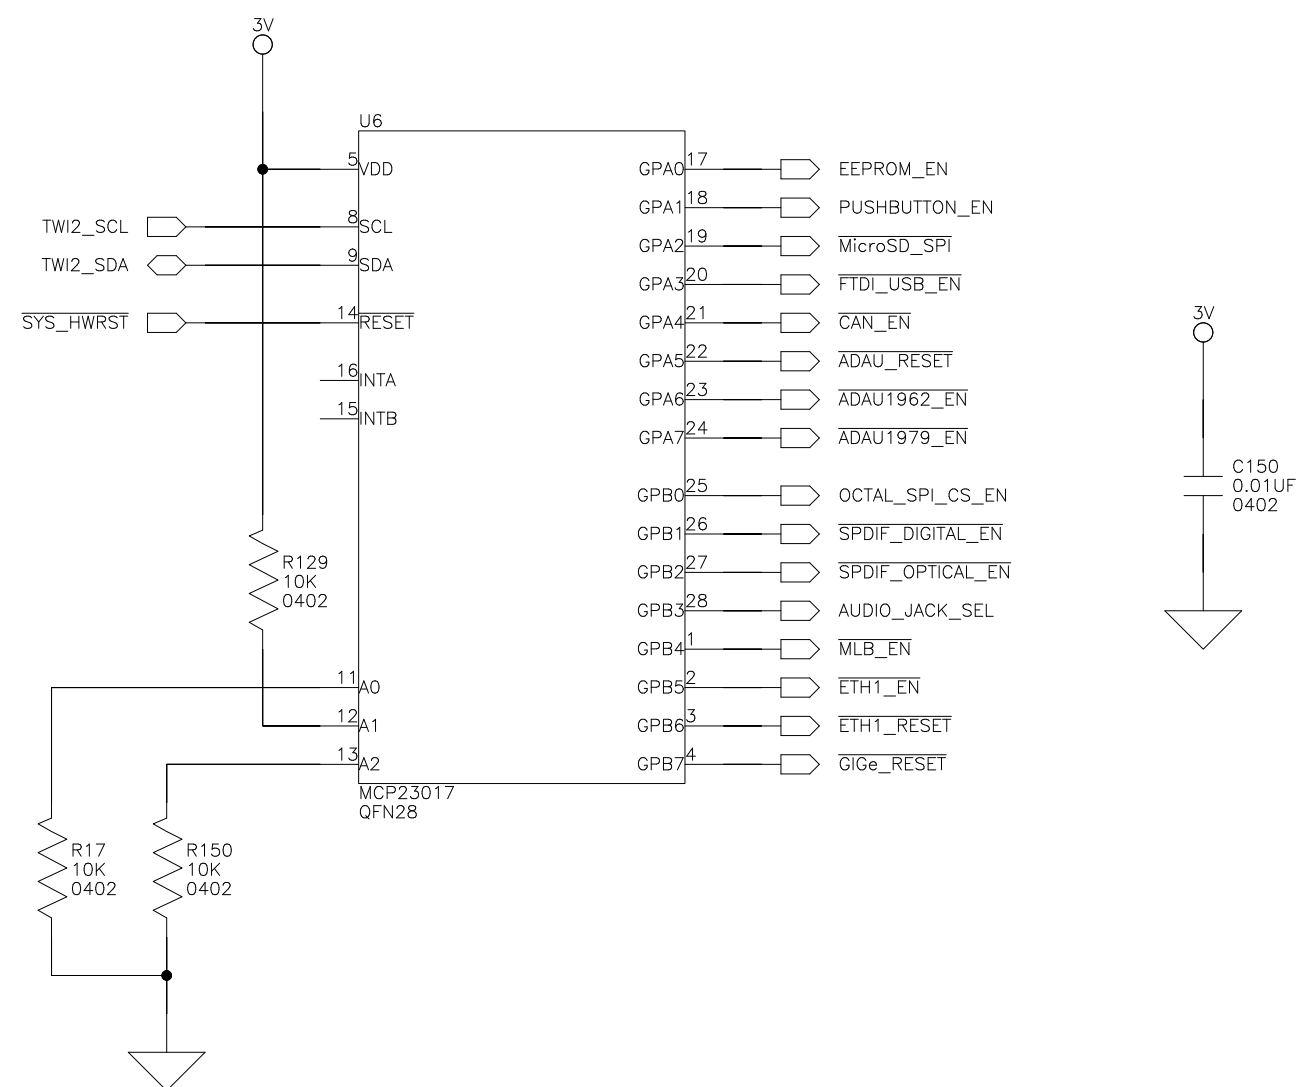 3V
U6
5 VDD
TWI2_SCL 8 SCL
TWI2_SDA 9 SDA
SYS_HWRST 14 RESET
16 INTA
15 INTB
GPA0 17 EEPROM_EN
GPA1 18 PUSHBUTTON_EN
GPA2 19 MicroSD_SPI
GPA3 20 FTDI_USB_EN
GPA4 21 CAN_EN
GPA5 22 ADAU_RESET
GPA6 23 ADAU1962_EN
GPA7 24 ADAU1979_EN
GPB0 25 OCTAL_SPI_CS_EN
GPB1 26 SPDIF_DIGITAL_EN
GPB2 27 SPDIF_OPTICAL_EN
GPB3 28 AUDIO_JACK_SEL
GPB4 1 MLB_EN
GPB5 2 ETH1_EN
GPB6 3 ETH1_RESET
GPB7 4 GIGe_RESET
R129
10K
0402
11 A0
12 A1
13 A2
MCP23017
QFN28
R17
10K
0402
R150
10K
0402
3V
C150
0.01UF
0402